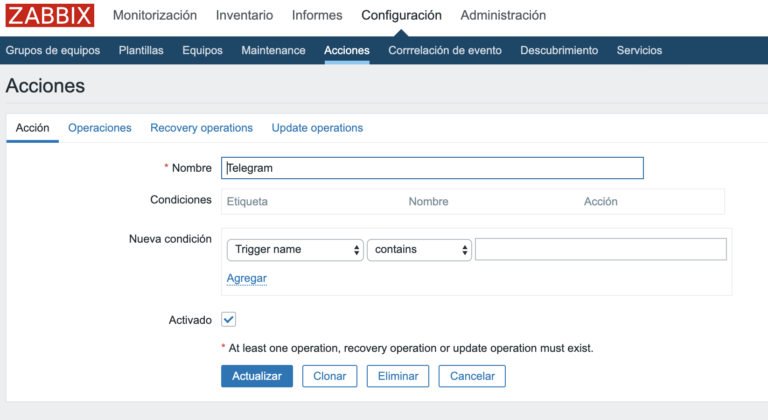 ZABBIX Monitorización Inventario Informes Configuración Administración
Grupos de equipos Plantillas Equipos Maintenance Acciones Corrrelación de evento Descubrimiento Servicios
Acciones
Acción Operaciones Recovery operations Update operations
* Nombre Telegram
Condiciones Etiqueta Nombre Acción
Nueva condición Trigger name contains
Agregar
Activado
* At least one operation, recovery operation or update operation must exist.
Actualizar Clonar Eliminar Cancelar